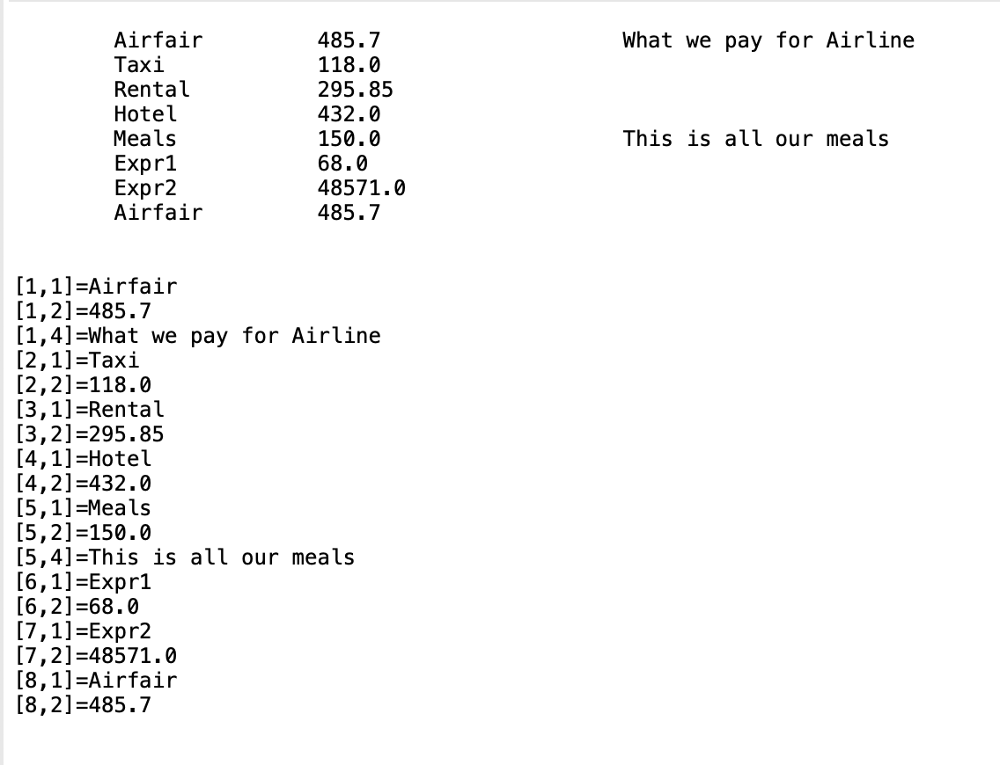 Airfair 485.7 What we pay for Airline
Taxi 118.0
Rental 295.85
Hotel 432.0
Meals 150.0 This is all our meals
Expr1 68.0
Expr2 48571.0
Airfair 485.7
[1,1]=Airfair
[1,2]=485.7
[1,4]=What we pay for Airline
[2,1]=Taxi
[2,2]=118.0
[3,1]=Rental
[3,2]=295.85
[4,1]=Hotel
[4,2]=432.0
[5,1]=Meals
[5,2]=150.0
[5,4]=This is all our meals
[6,1]=Expr1
[6,2]=68.0
[7,1]=Expr2
[7,2]=48571.0
[8,1]=Airfair
[8,2]=485.7